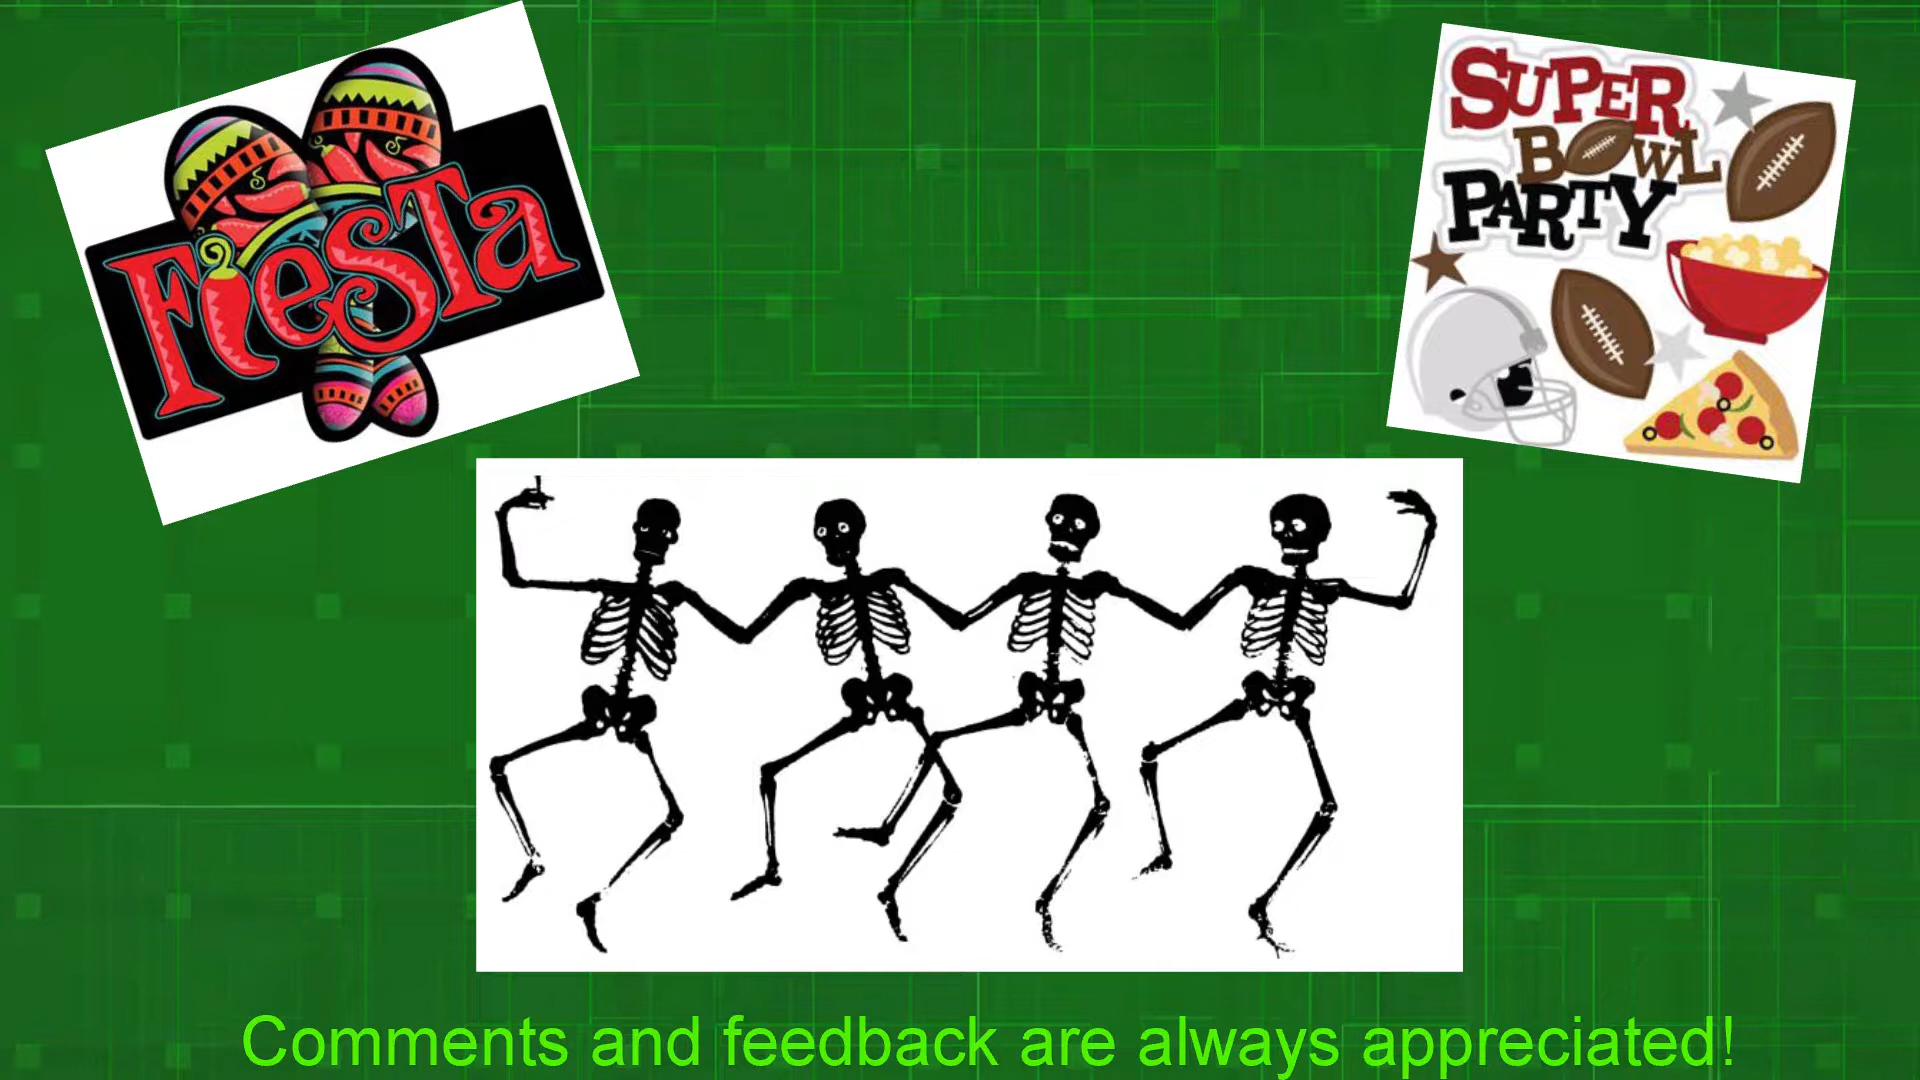 Fiesta
SUPER
BOWL
PARTY
Comments and feedback are always appreciated!